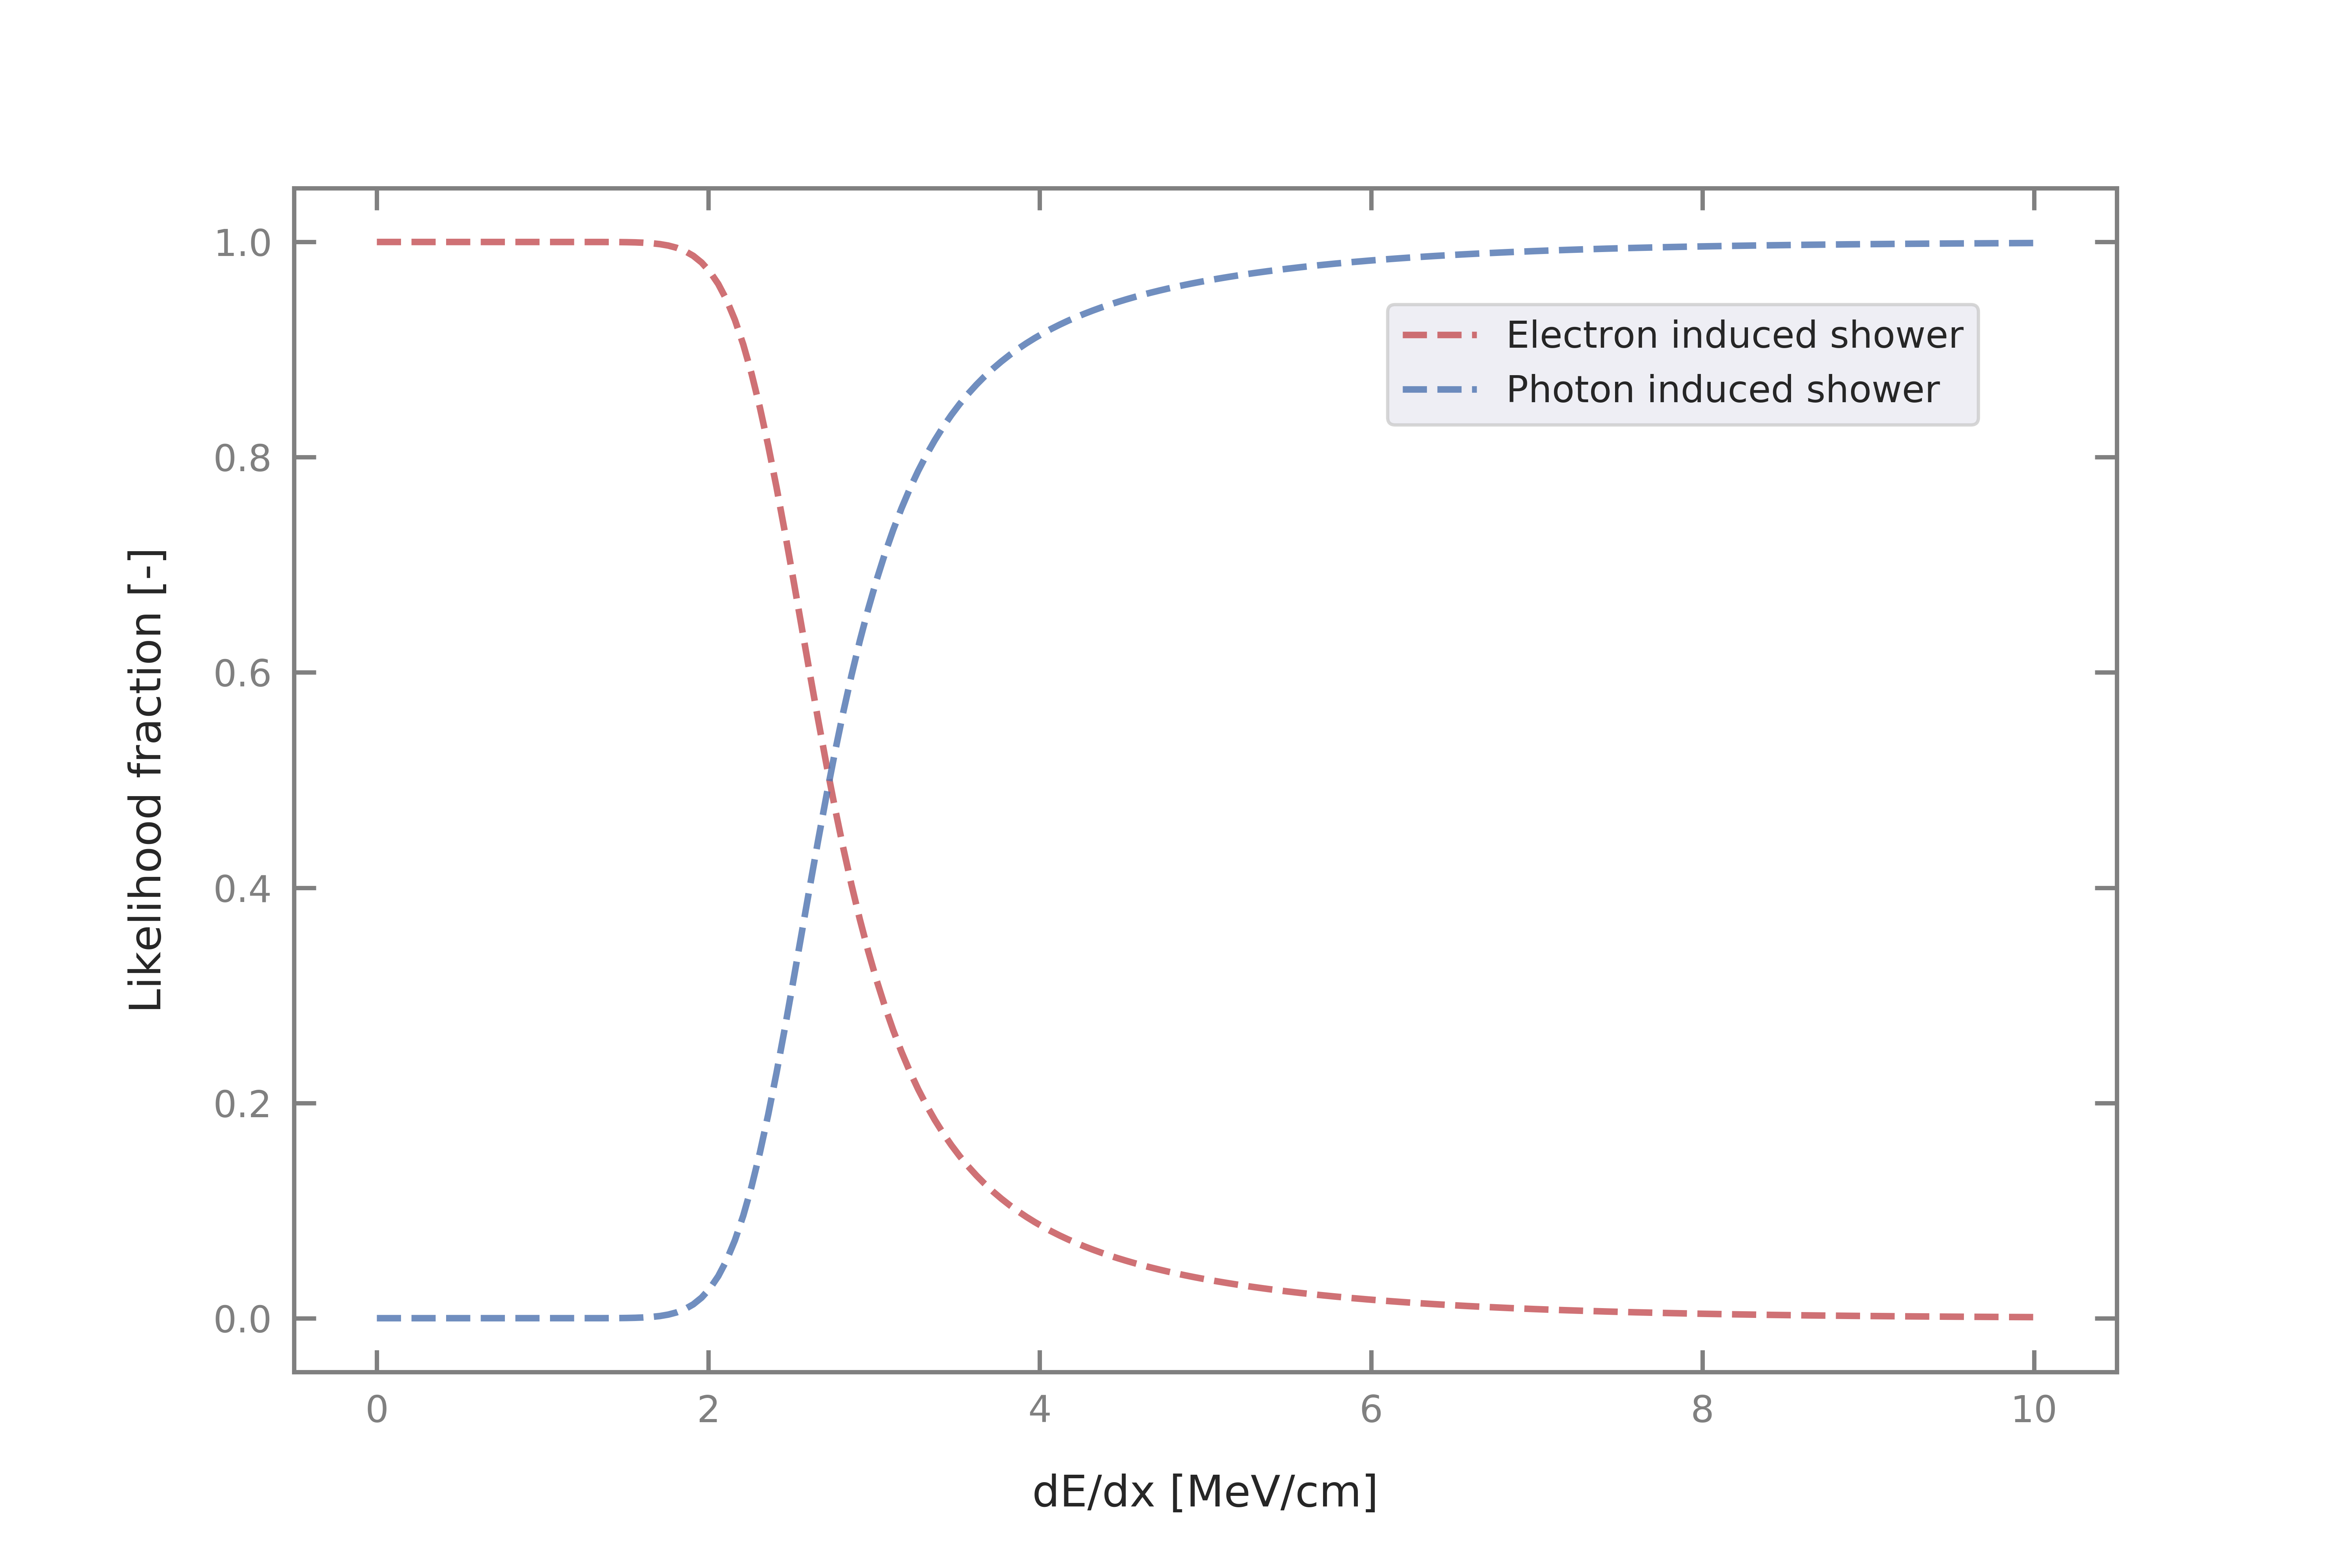 Electron induced shower
Photon induced shower
1.0
0.8
0.6
0.4
0.2
0.0
Likelihood fraction [-]
0 2 4 6 8 10
dE/dx [MeV/cm]